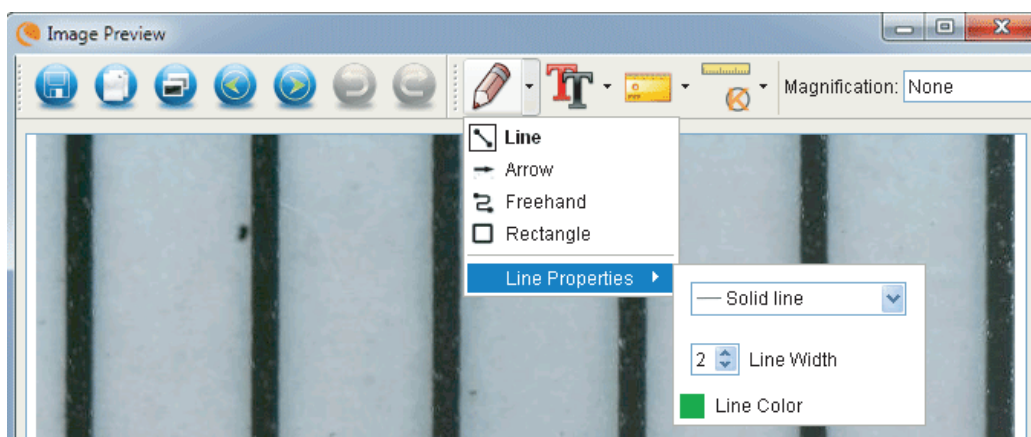 Image Preview
Magnification: None
Line
Arrow
Freehand
Rectangle
Line Properties
Solid line
2 Line Width
Line Color